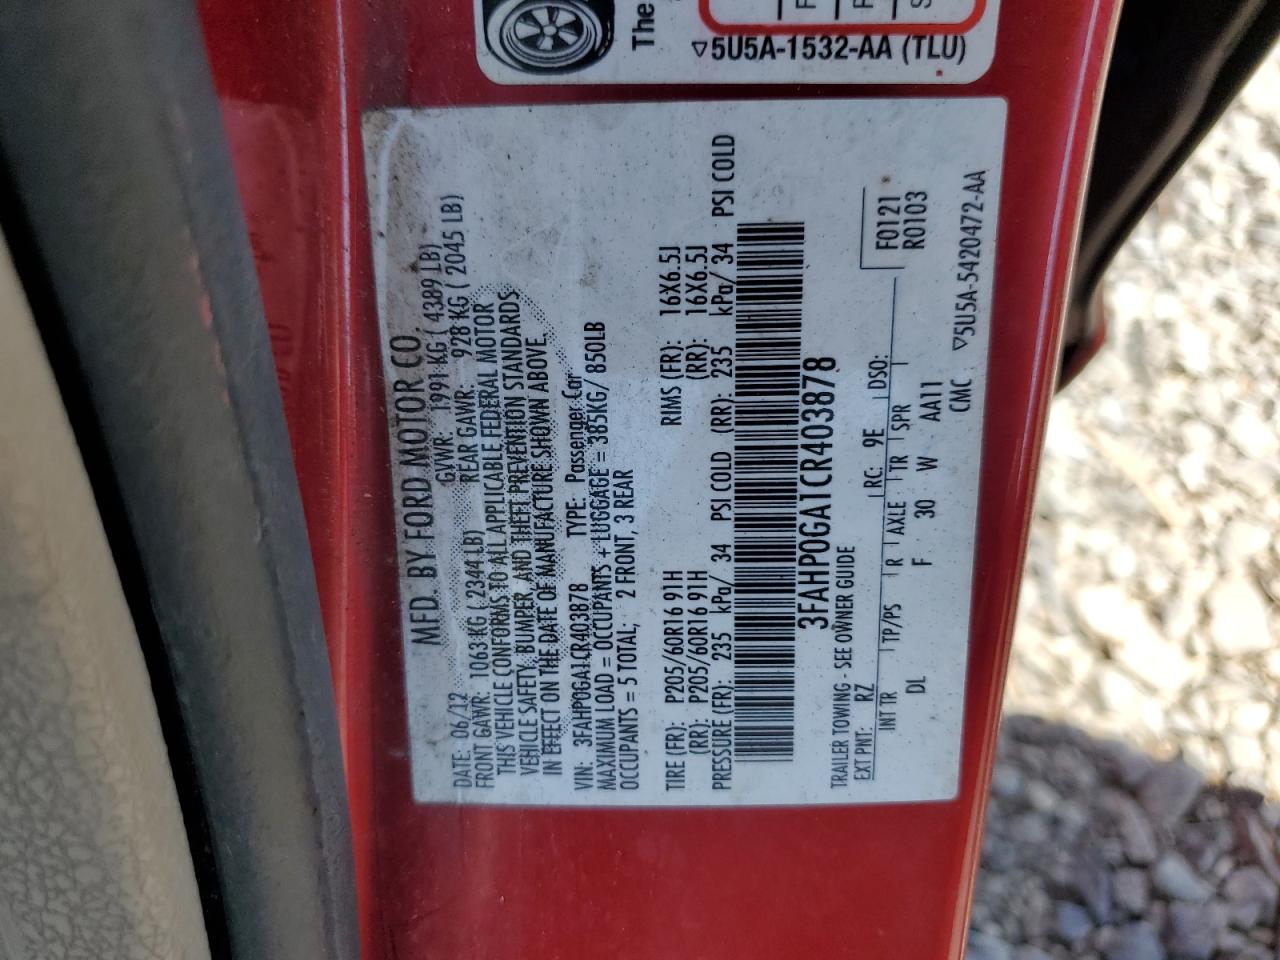 The
F
F
S
▽5U5A-1532-AA (TLU)
MFD. BY FORD MOTOR CO.
DATE: 06/12 GVWR: 1991 KG ( 4389 LB)
FRONT GAWR: 1063 KG ( 2344 LB) REAR GAWR: 928 KG ( 2045 LB)
THIS VEHICLE CONFORMS TO ALL APPLICABLE FEDERAL MOTOR
VEHICLE SAFETY, BUMPER, AND THEFT PREVENTION STANDARDS
IN EFFECT ON THE DATE OF MANUFACTURE SHOWN ABOVE.
VIN: 3FAHP0GA1CR403878 TYPE: Passenger Car
MAXIMUM LOAD = OCCUPANTS + LUGGAGE = 385KG/ 850LB
OCCUPANTS = 5 TOTAL; 2 FRONT, 3 REAR
TIRE (FR): P205/60R16 91H RIMS (FR): 16X6.5J
(RR): P205/60R16 91H (RR): 16X6.5J
PRESSURE (FR): 235 kPa/ 34 PSI COLD (RR): 235 kPa/ 34 PSI COLD
3FAHP0GA1CR403878
TRAILER TOWING - SEE OWNER GUIDE
F0121
R0103
EXT PNT: RZ RC: 9E DSO:
INT TR TP/PS R AXLE TR SPR
DL F 30 W AA11
CMC
▽5U5A-5420472-AA